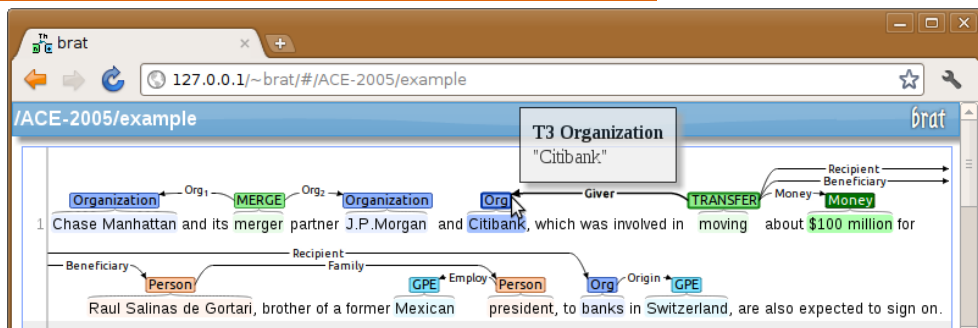 brat
127.0.0.1/~brat/#/ACE-2005/example
/ACE-2005/example brat
T3 Organization
"Citibank"
Recipient
Beneficiary
Org1 Org2 Giver Money
Organization MERGE Organization Org TRANSFER Money
1 Chase Manhattan and its merger partner J.P.Morgan and Citibank, which was involved in moving about $100 million for
Recipient
Beneficiary Family
Employ Origin
Person GPE Person Org GPE
Raul Salinas de Gortari, brother of a former Mexican president, to banks in Switzerland, are also expected to sign on.